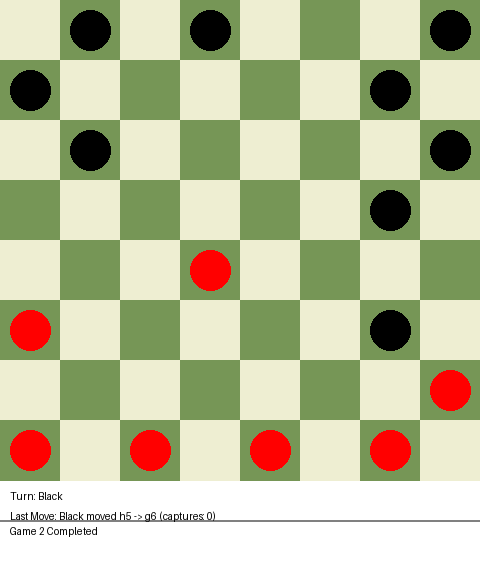 Turn: Black
Last Move: Black moved h5 -> g6 (captures: 0)
Game 2 Completed